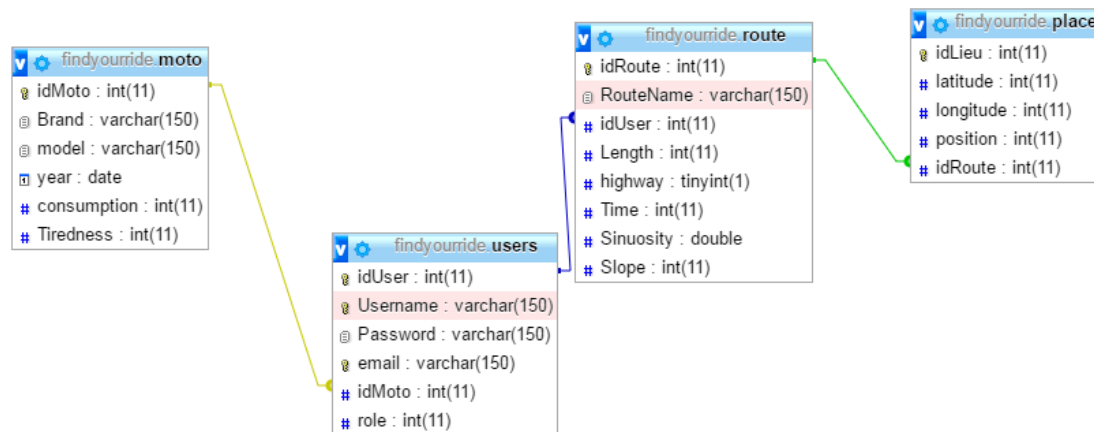 findyourride.moto
idMoto : int(11)
Brand : varchar(150)
model : varchar(150)
year : date
consumption : int(11)
Tiredness : int(11)
findyourride.users
idUser : int(11)
Username : varchar(150)
Password : varchar(150)
email : varchar(150)
idMoto : int(11)
role : int(11)
findyourride.route
idRoute : int(11)
RouteName : varchar(150)
idUser : int(11)
Length : int(11)
highway : tinyint(1)
Time : int(11)
Sinuosity : double
Slope : int(11)
findyourride.place
idLieu : int(11)
latitude : int(11)
longitude : int(11)
position : int(11)
idRoute : int(11)